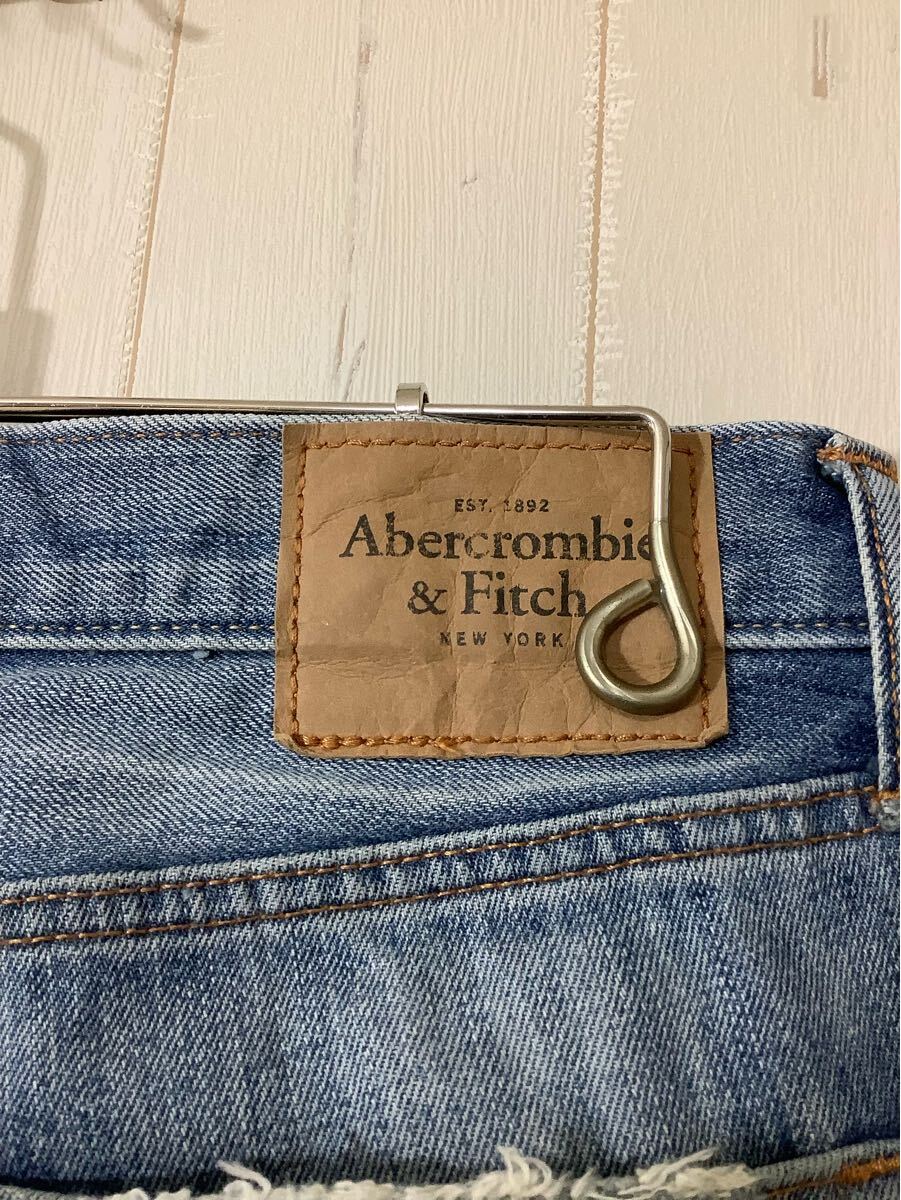 EST. 1892
Abercrombie
& Fitch
NEW YORK